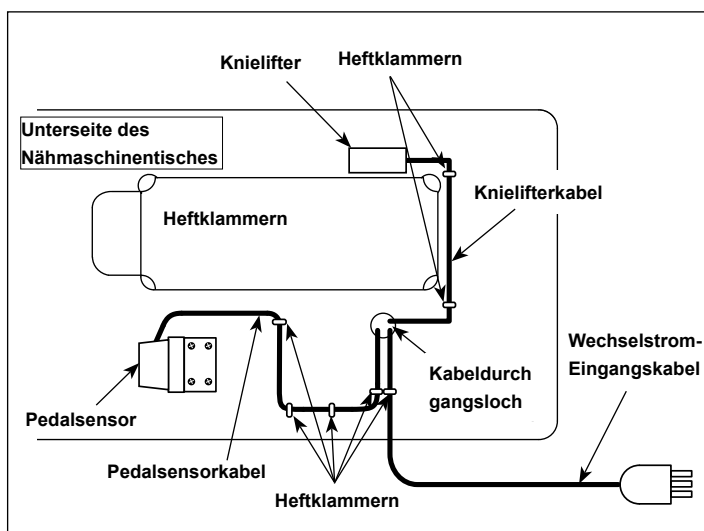 Knielifter
Heftklammern
Unterseite des
Nähmaschinentisches
Knielifterkabel
Heftklammern
Wechselstrom-
Eingangskabel
Kabeldurch
gangsloch
Pedalsensor
Pedalsensorkabel
Heftklammern